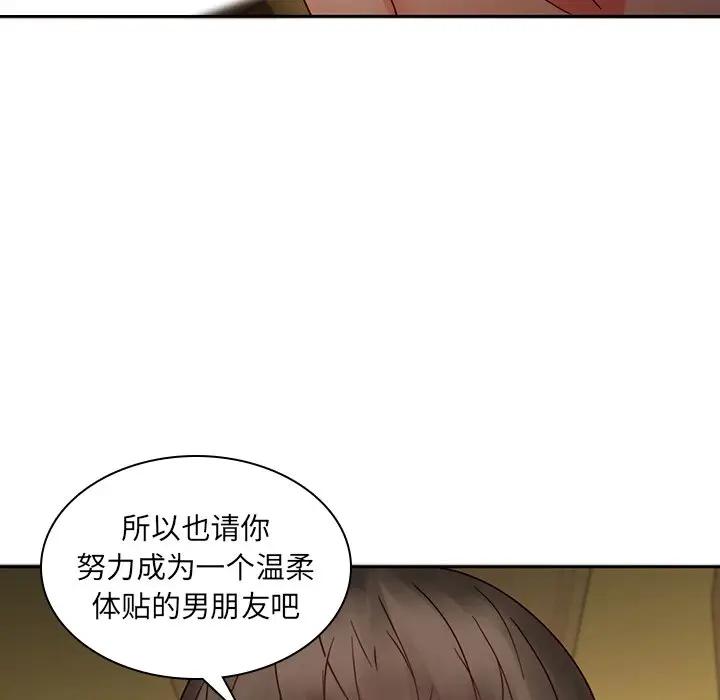 所以也请你
努力成为一个温柔
体贴的男朋友吧